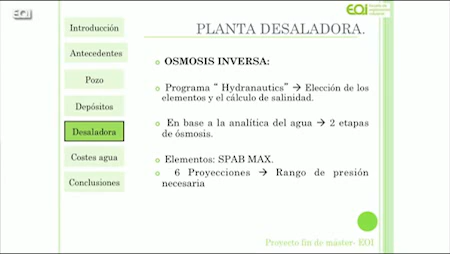 EOI
EOI
PLANTA DESALADORA.
Introducción
Antecedentes
Pozo
Depósitos
Desaladora
Costes agua
Conclusiones
OSMOSIS INVERSA:
Programa " Hydranautics" → Elección de los
elementos y el cálculo de salinidad.
En base a la analítica del agua → 2 etapas
de ósmosis.
Elementos: SPAB MAX.
6 Proyecciones → Rango de presión
necesaria
Proyecto fin de máster- EOI